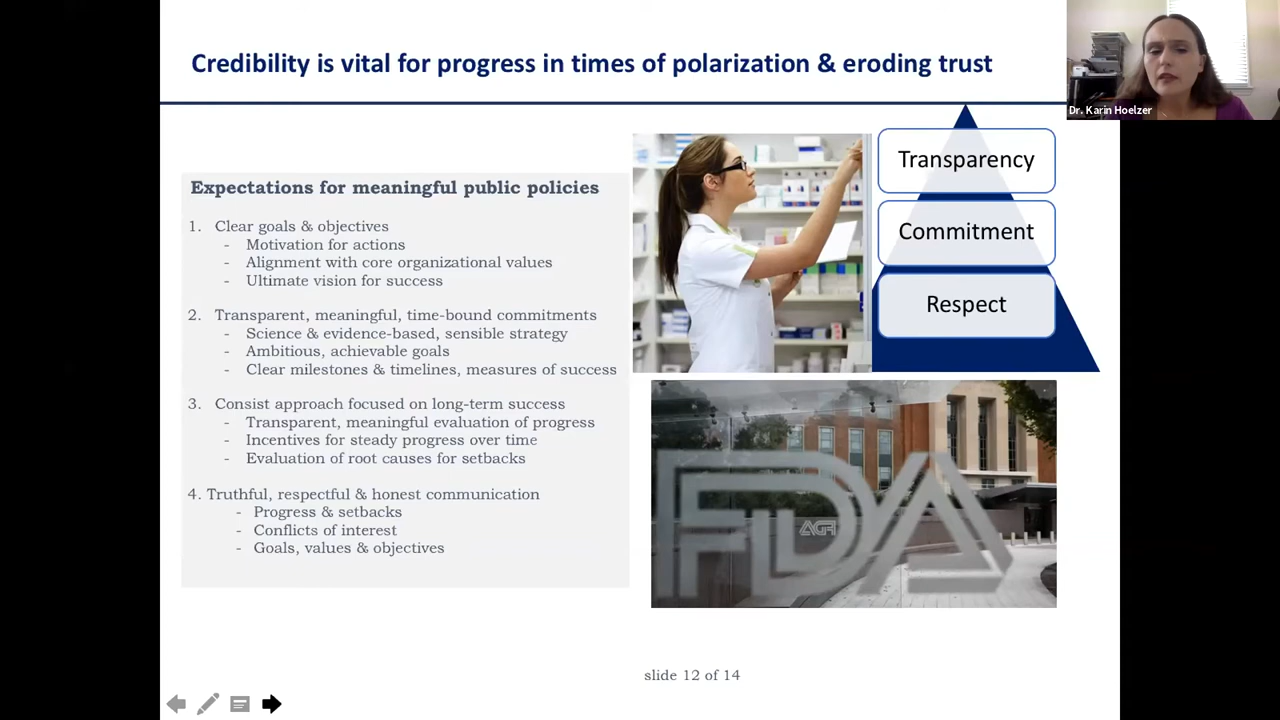 Credibility is vital for progress in times of polarization & eroding trust
Dr. Karin Hoelzer
Expectations for meaningful public policies
1. Clear goals & objectives
- Motivation for actions
- Alignment with core organizational values
- Ultimate vision for success
2. Transparent, meaningful, time-bound commitments
- Science & evidence-based, sensible strategy
- Ambitious, achievable goals
- Clear milestones & timelines, measures of success
3. Consist approach focused on long-term success
- Transparent, meaningful evaluation of progress
- Incentives for steady progress over time
- Evaluation of root causes for setbacks
4. Truthful, respectful & honest communication
- Progress & setbacks
- Conflicts of interest
- Goals, values & objectives
Transparency
Commitment
Respect
FDA
slide 12 of 14